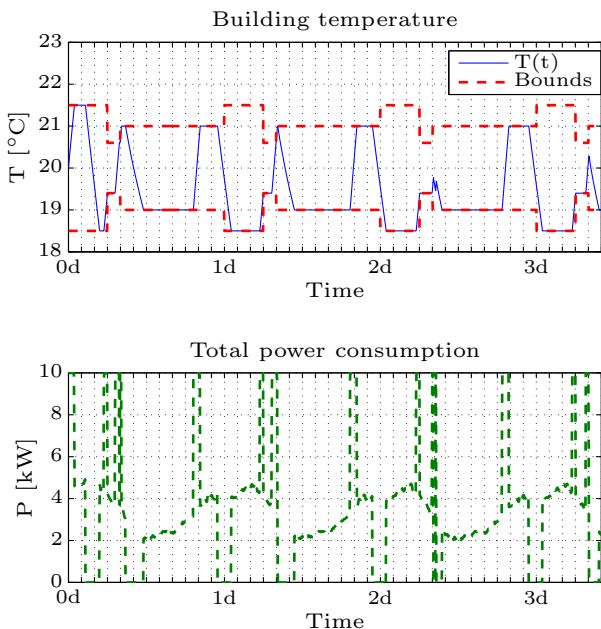 Building temperature
23
22
21
20
19
18
T [°C]
T(t)
Bounds
0d
1d
2d
3d
Time
Total power consumption
10
8
6
4
2
0
P [kW]
0d
1d
2d
3d
Time